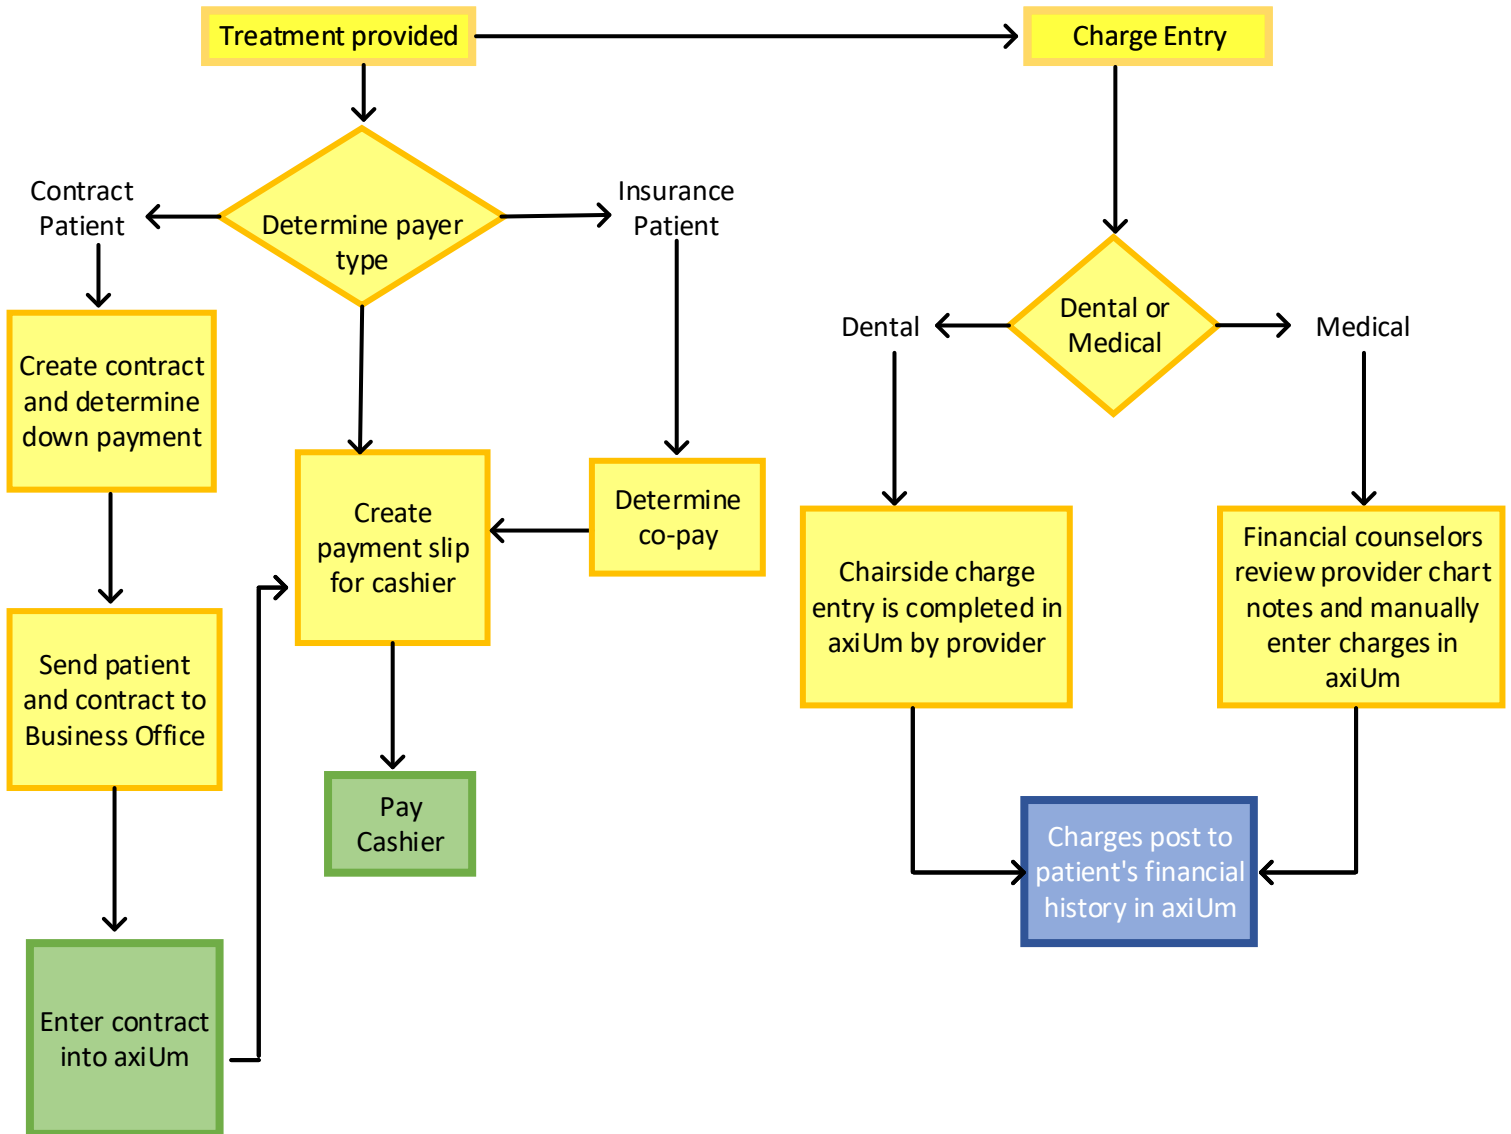 Treatment provided
Charge Entry
Contract
Patient
Determine payer
type
Insurance
Patient
Dental
Dental or
Medical
Medical
Create contract
and determine
down payment
Create
payment slip
for cashier
Determine
co-pay
Chairside charge
entry is completed in
axiUm by provider
Financial counselors
review provider chart
notes and manually
enter charges in
axiUm
Send patient
and contract to
Business Office
Pay
Cashier
Charges post to
patient's financial
history in axiUm
Enter contract
into axiUm